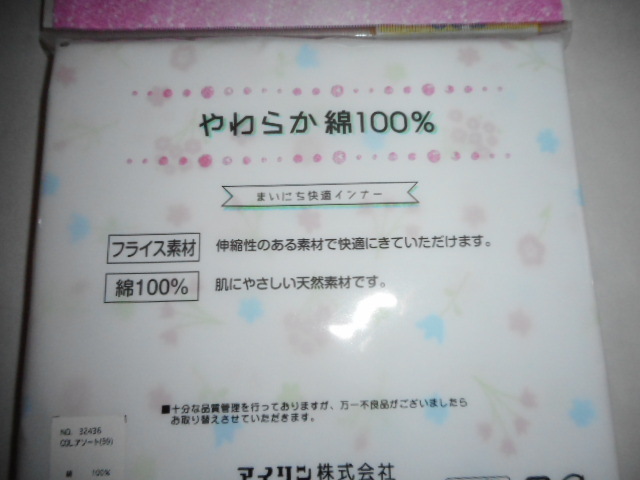 やわらか 綿100%
まいにち快適インナー
フライス素材 伸縮性のある素材で快適にきていただけます。
綿100% 肌にやさしい天然素材です。
■十分な品質管理を行っておりますが、万一不良品がございましたら
お取り替えさせていただきます。
アイリン株式会社
NO. 32436
COL.アソート(99)
綿 100%